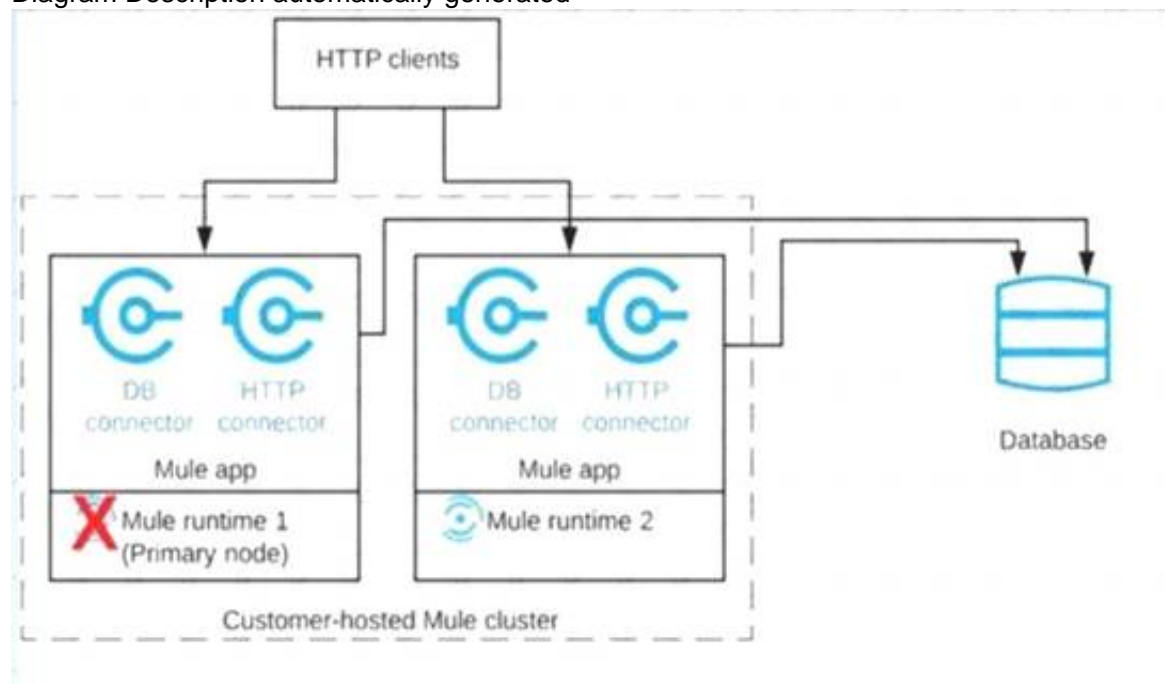 Diagram Description automatically generated
HTTP clients
DB
connector
HTTP
connector
Mule app
Mule runtime 1
(Primary node)
DB
connector
HTTP
connector
Mule app
Mule runtime 2
Database
Customer-hosted Mule cluster